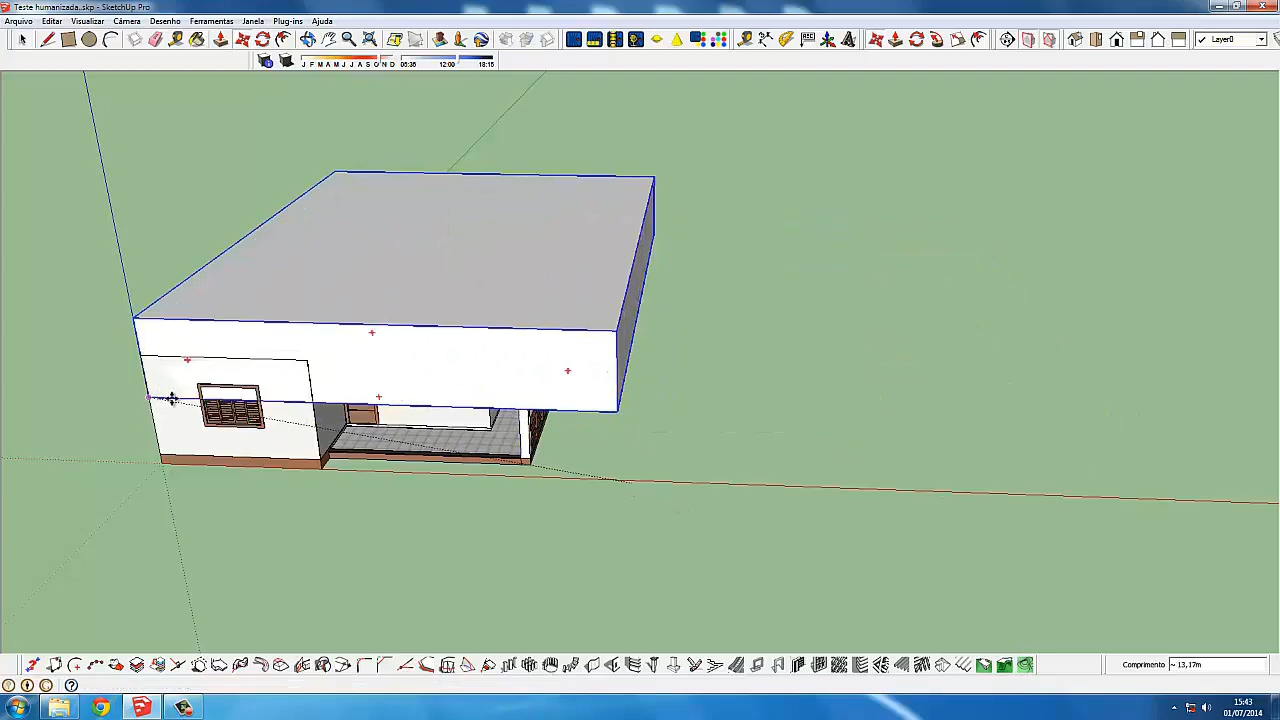 Teste humanizada..skp - SketchUp Pro
Arquivo Editar Visualizar Câmera Desenho Ferramentas Janela Plug-ins Ajuda
Layer0
J F M A M J J A S O N D 05:36 12:00 18:15
Comprimento ~ 13,17m
15:43
01/07/2014